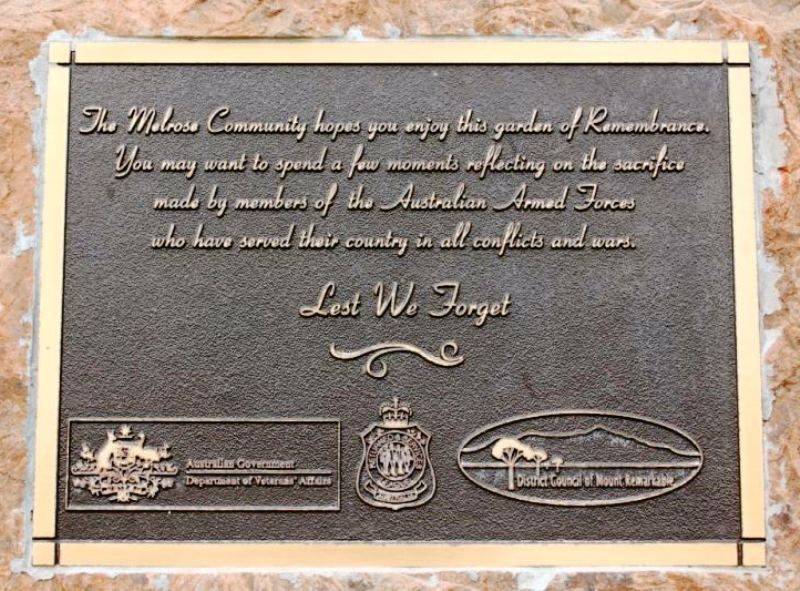 The Melrose Community hopes you enjoy this garden of Remembrance.
You may want to spend a few moments reflecting on the sacrifice
made by members of the Australian Armed Forces
who have served their country in all conflicts and wars.
Lest We Forget
Australian Government
Department of Veterans' Affairs
District Council of Mount Remarkable